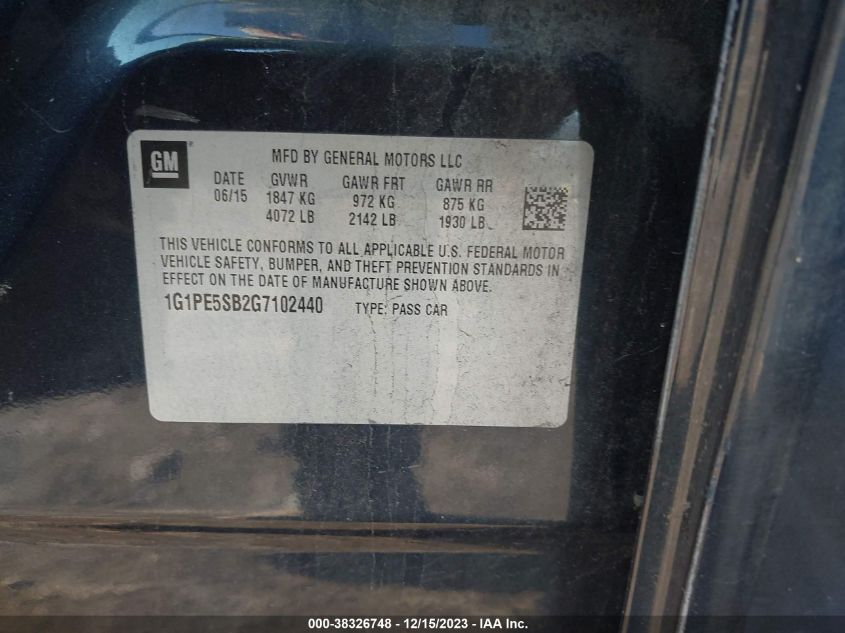 GM
MFD BY GENERAL MOTORS LLC
DATE GVWR GAWR FRT GAWR RR
06/15 1847 KG 972 KG 875 KG
4072 LB 2142 LB 1930 LB
THIS VEHICLE CONFORMS TO ALL APPLICABLE U.S. FEDERAL MOTOR
VEHICLE SAFETY, BUMPER, AND THEFT PREVENTION STANDARDS IN
EFFECT ON THE DATE OF MANUFACTURE SHOWN ABOVE.
1G1PE5SB2G7102440 TYPE: PASS CAR
000-38326748 - 12/15/2023 - IAA Inc.